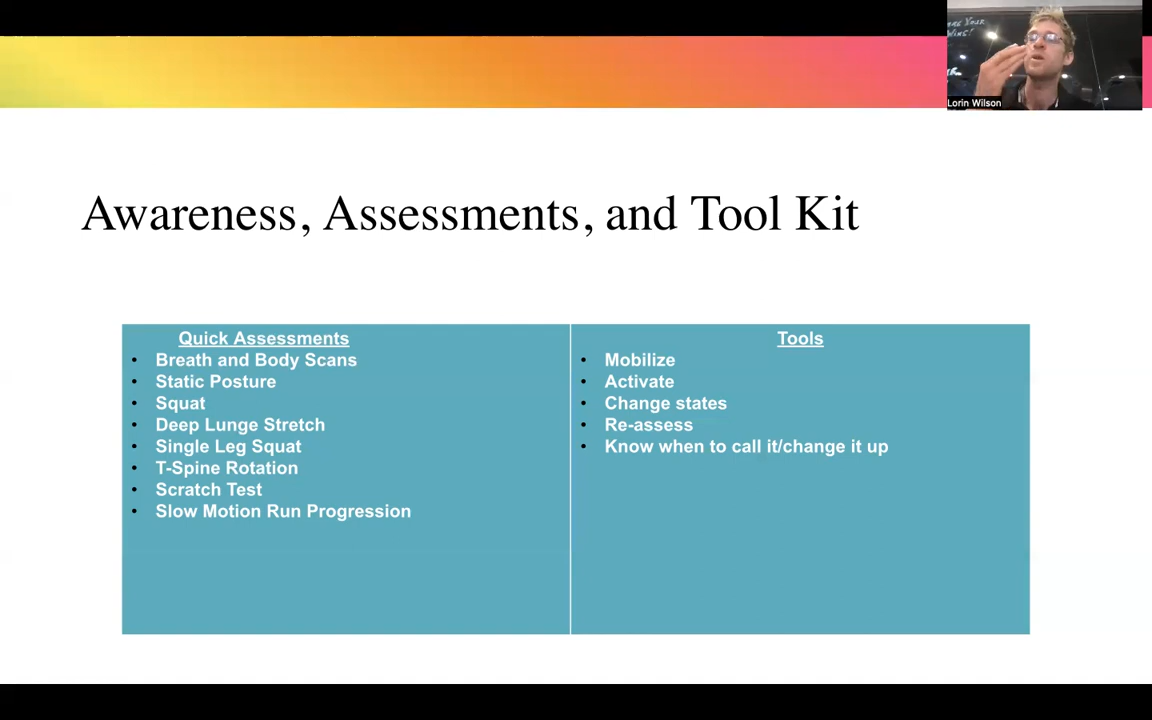 Lorin Wilson
Awareness, Assessments, and Tool Kit
Quick Assessments
• Breath and Body Scans
• Static Posture
• Squat
• Deep Lunge Stretch
• Single Leg Squat
• T-Spine Rotation
• Scratch Test
• Slow Motion Run Progression
Tools
• Mobilize
• Activate
• Change states
• Re-assess
• Know when to call it/change it up